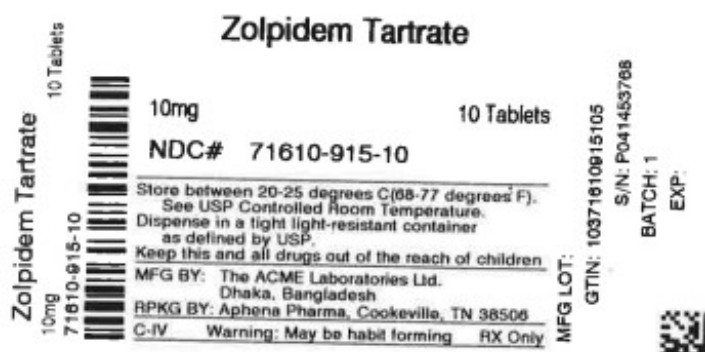 Zolpidem Tartrate
10mg 10 Tablets
NDC# 71610-915-10
Store between 20-25 degrees C(68-77 degrees F).
See USP Controlled Room Temperature.
Dispense in a tight light-resistant container
as defined by USP.
Keep this and all drugs out of the reach of children
MFG BY: The ACME Laboratories Ltd.
Dhaka, Bangladesh
RPKG BY: Aphena Pharma, Cookeville, TN 38506
C-IV Warning: May be habit forming RX Only
Zolpidem Tartrate
10mg 10 Tablets
71610-915-10
MFG LOT:
GTIN: 10371610915105
S/N: P041453768
BATCH: 1
EXP: